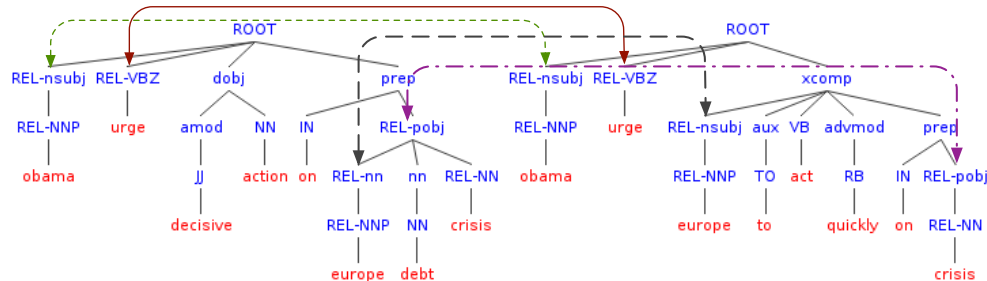 ROOT ROOT
REL-nsubj REL-VBZ dobj prep REL-nsubj REL-VBZ xcomp
REL-NNP urge amod NN IN REL-pobj REL-NNP urge REL-nsubj aux VB advmod prep
obama JJ action on REL-nn nn REL-NN obama REL-NNP TO act RB IN REL-pobj
decisive REL-NNP NN crisis europe to quickly on REL-NN
europe debt crisis